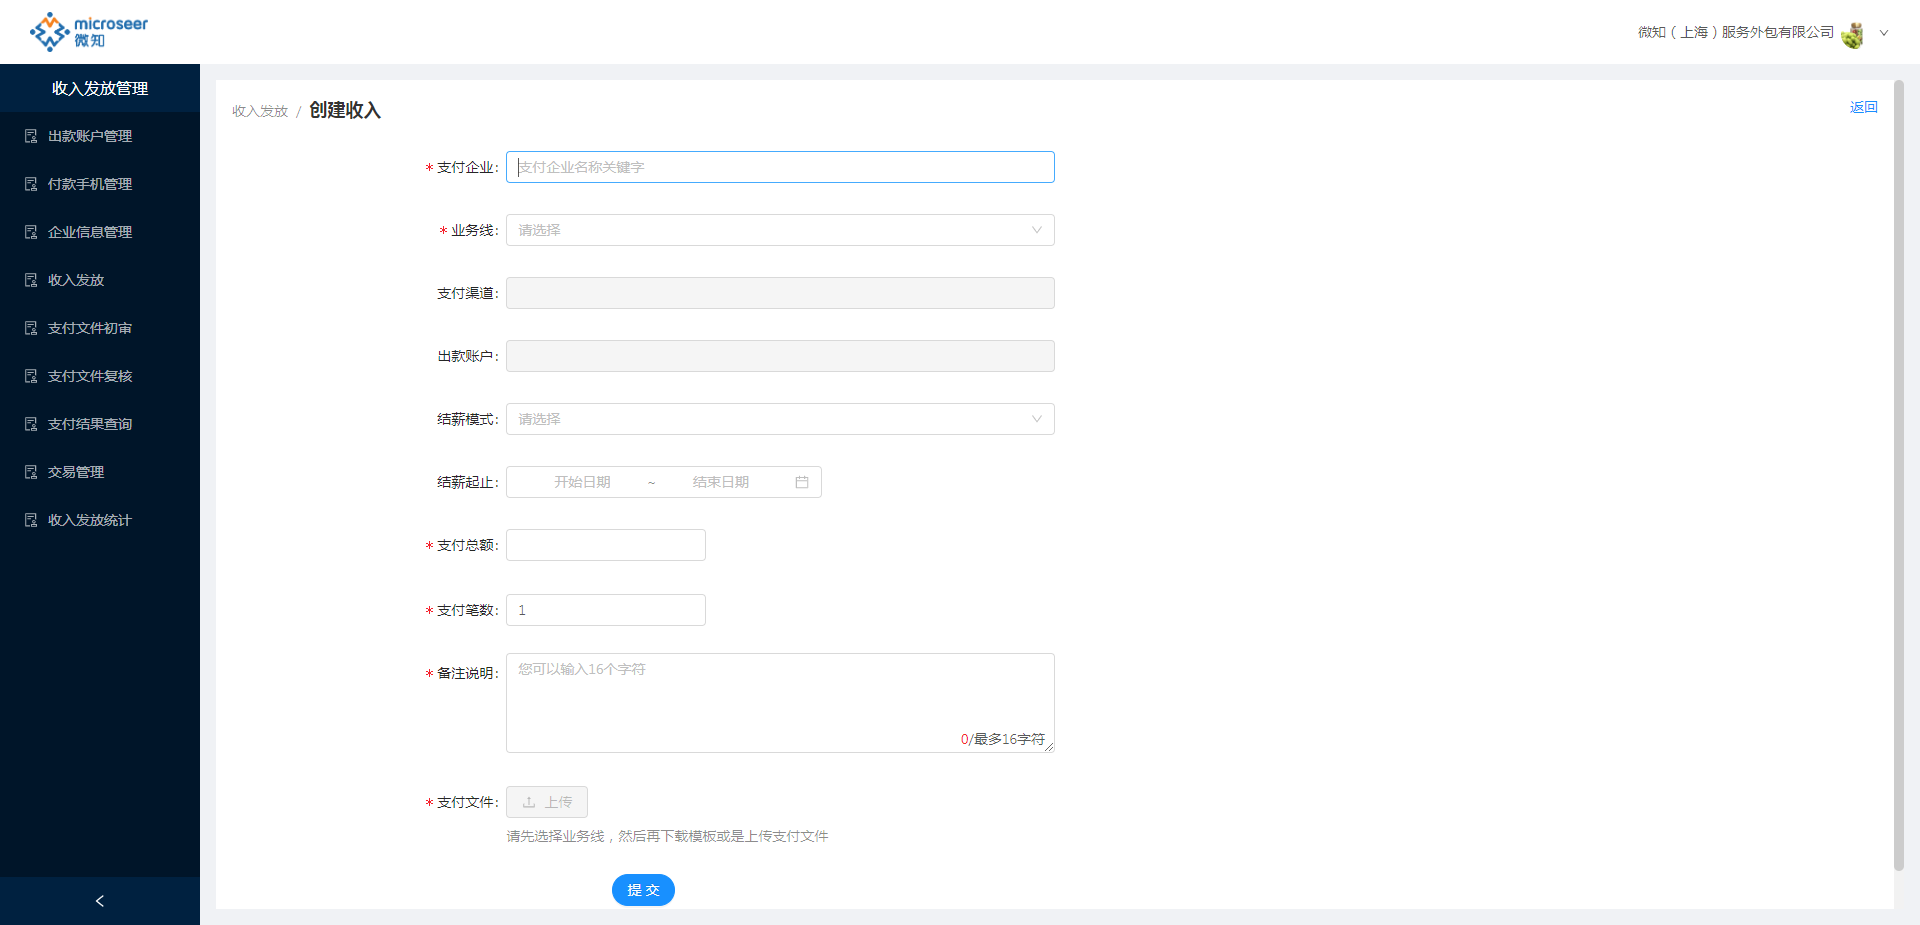 microseer
微知
微知（上海）服务外包有限公司
收入发放管理
出款账户管理
付款手机管理
企业信息管理
收入发放
支付文件初审
支付文件复核
支付结果查询
交易管理
收入发放统计
收入发放 / 创建收入
返回
* 支付企业: 支付企业名称关键字
* 业务线: 请选择
支付渠道:
出款账户:
结薪模式: 请选择
结薪起止: 开始日期 ~ 结束日期
* 支付总额:
* 支付笔数: 1
* 备注说明: 您可以输入16个字符
0/最多16字符
* 支付文件: 上传
请先选择业务线，然后再下载模板或是上传支付文件
提 交